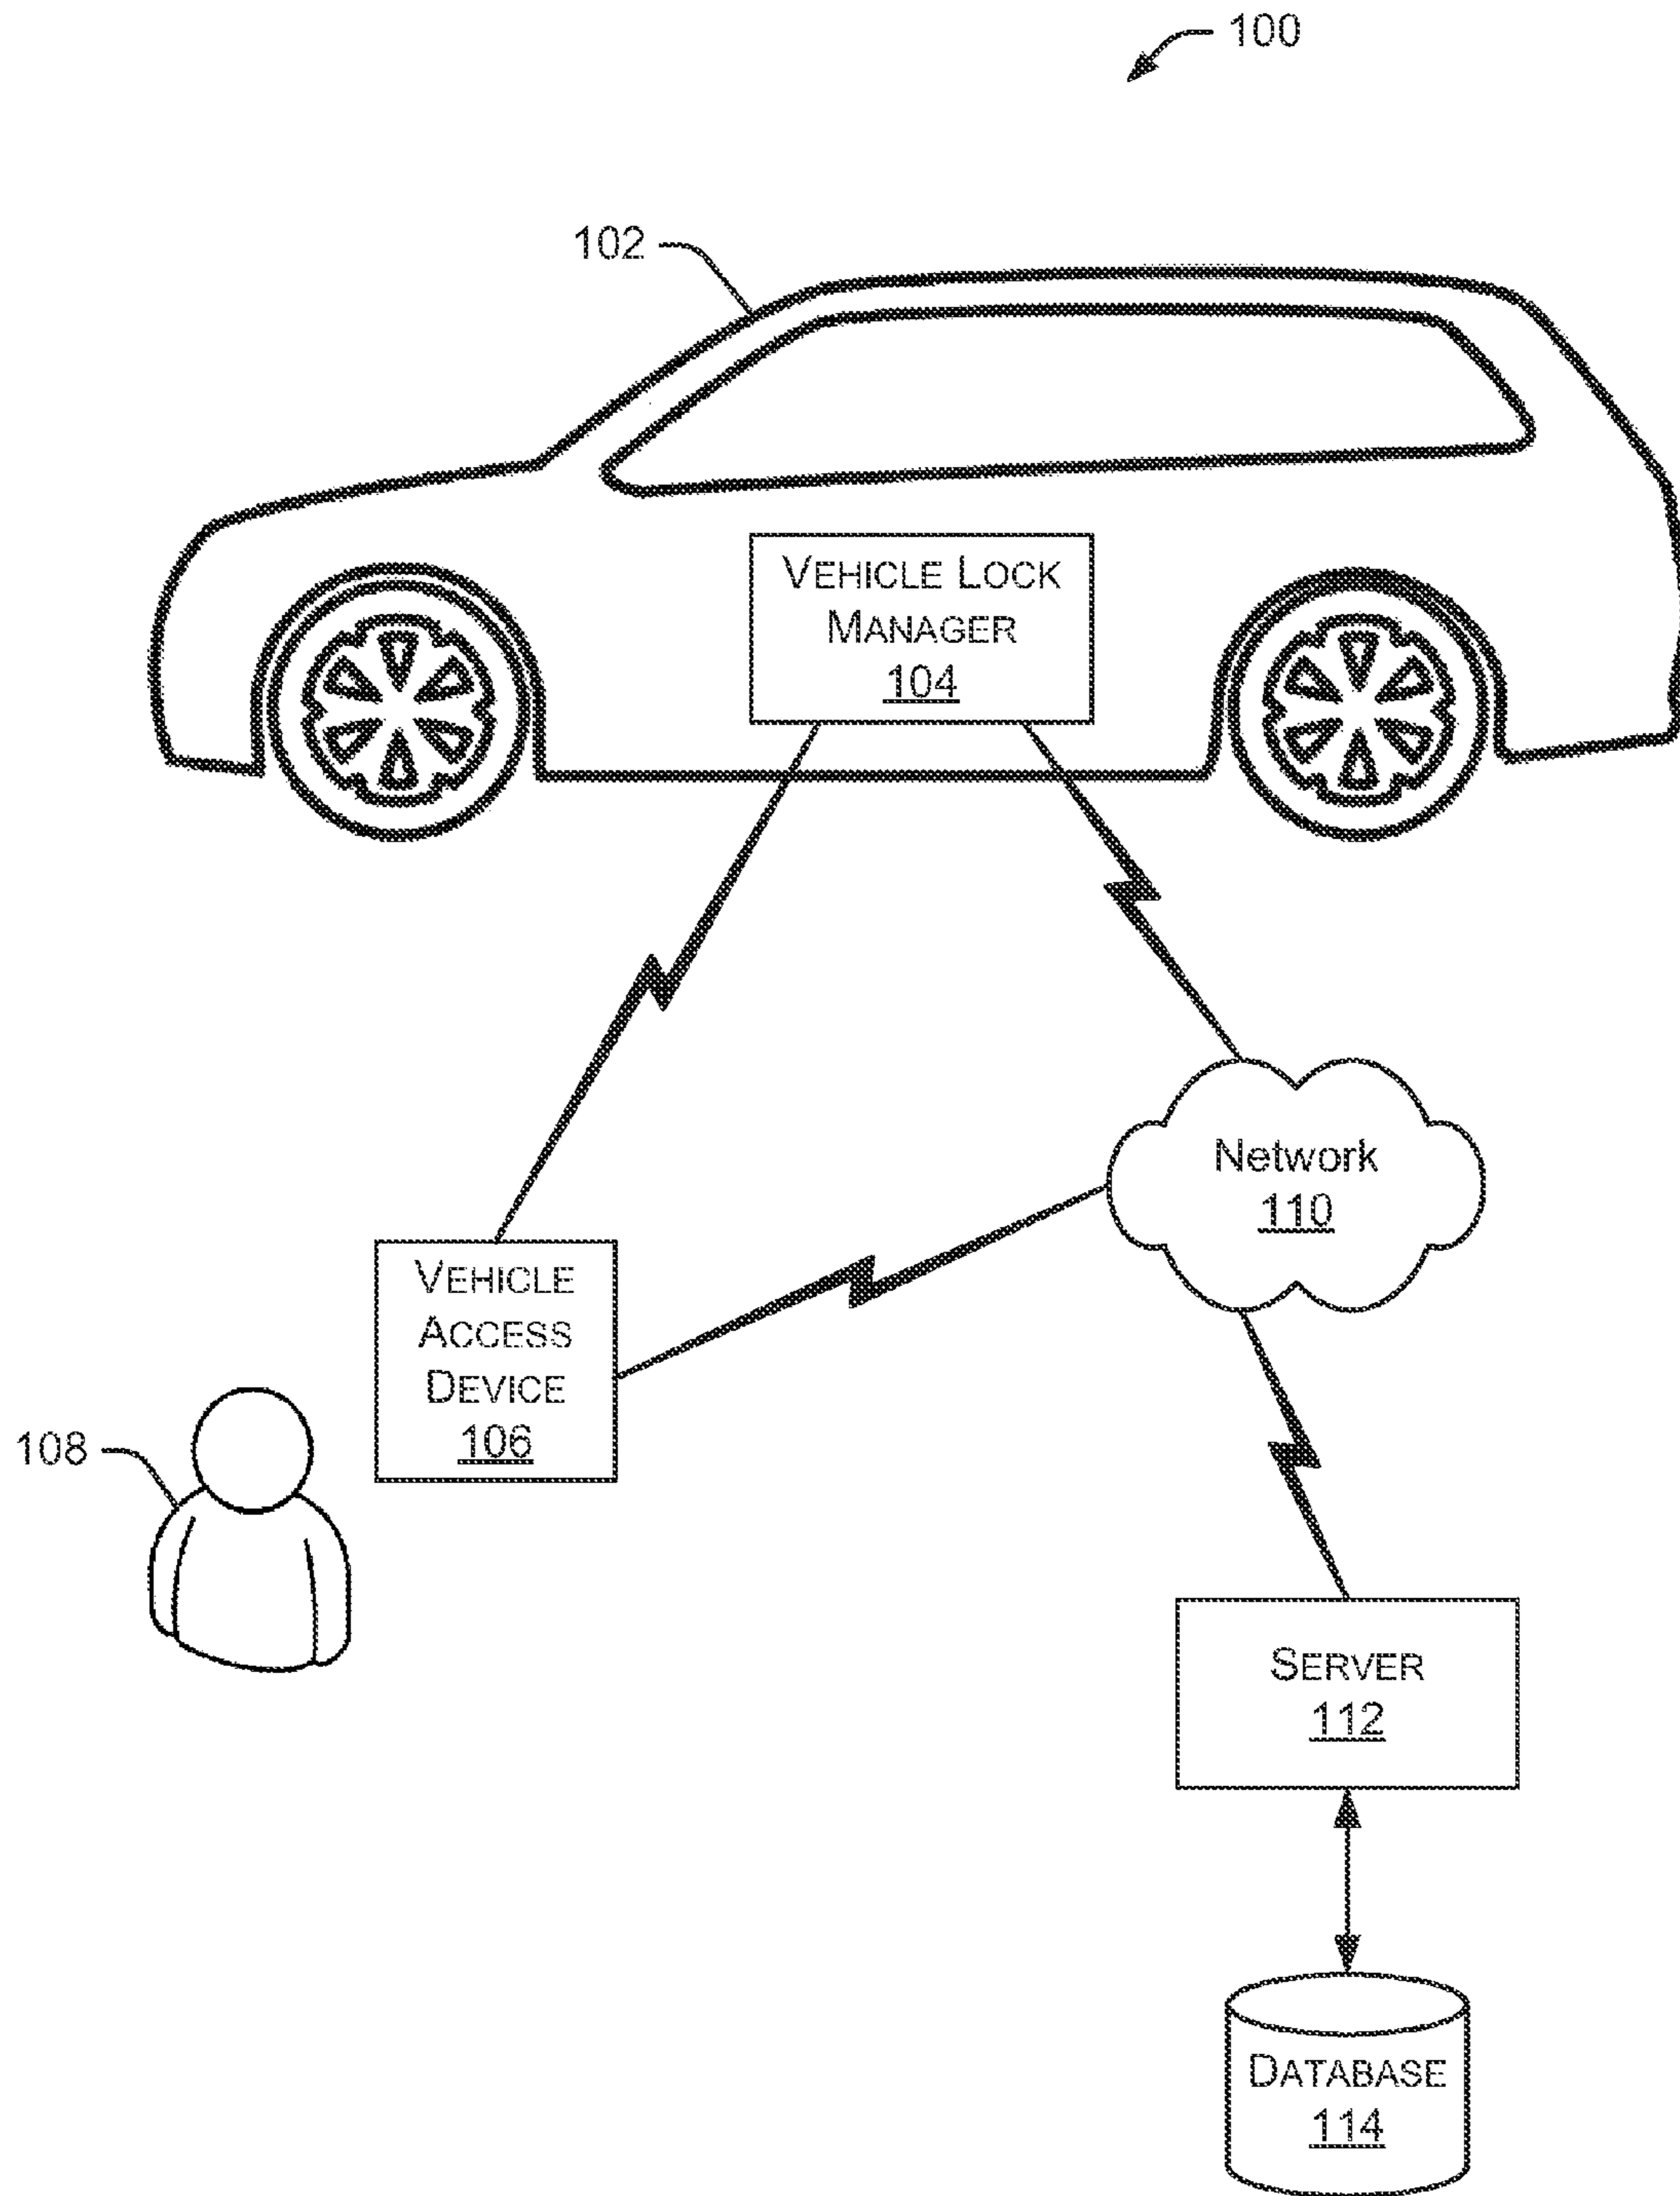 100
102
VEHICLE LOCK
MANAGER
104
Network
110
VEHICLE
ACCESS
DEVICE
106
108
SERVER
112
DATABASE
114